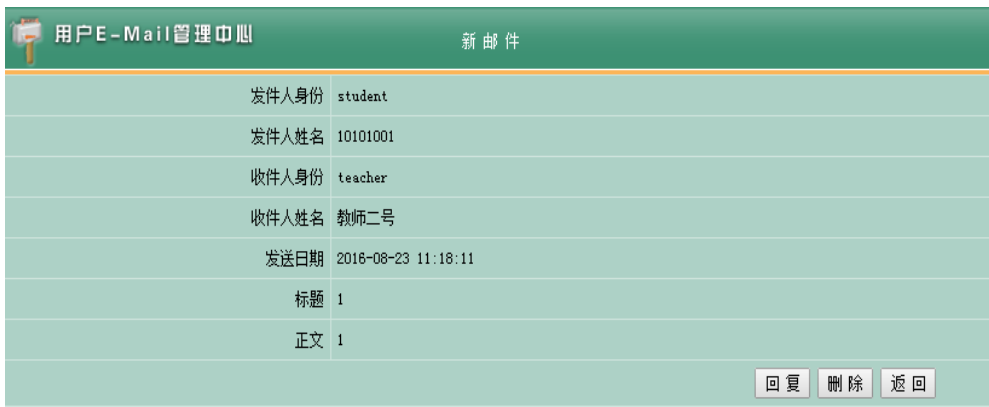 用户E-Mail管理中心
新邮件
发件人身份 student
发件人姓名 10101001
收件人身份 teacher
收件人姓名 教师二号
发送日期 2016-08-23 11:18:11
标题 1
正文 1
回复 删除 返回